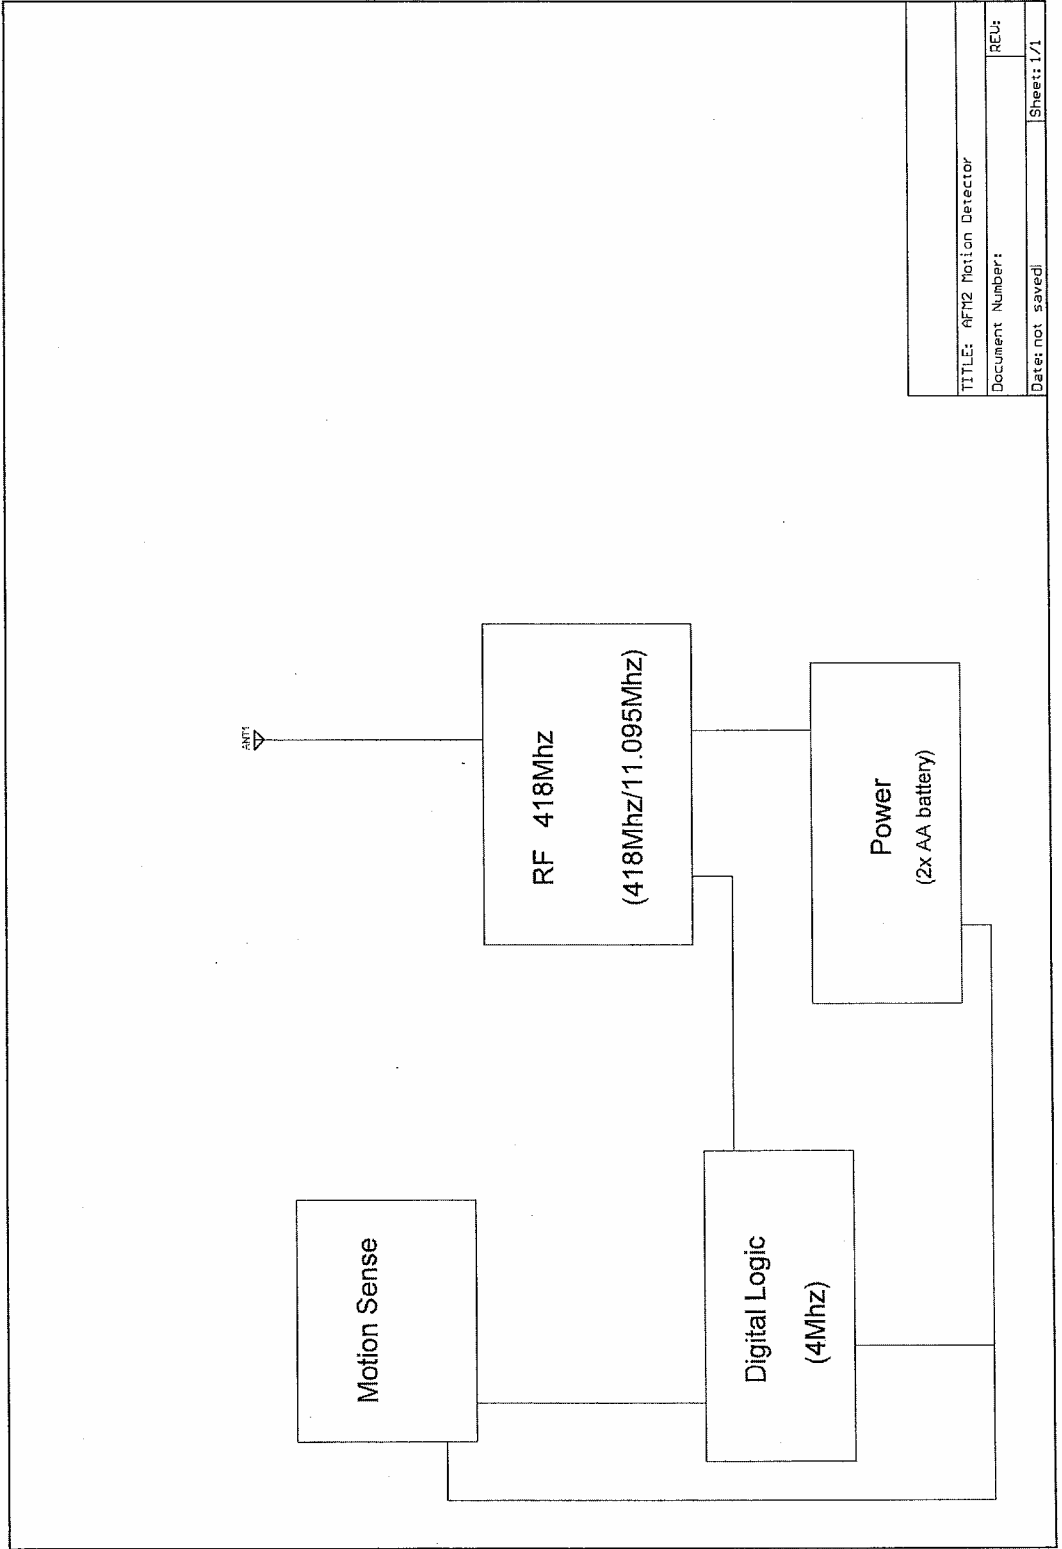 ANT1
RF 418Mhz
(418Mhz/11.095Mhz)
Motion Sense
Digital Logic
(4Mhz)
Power
(2x AA battery)
TITLE: AFM2 Motion Detector
Document Number:
REU:
Date: not saved
Sheet: 1/1